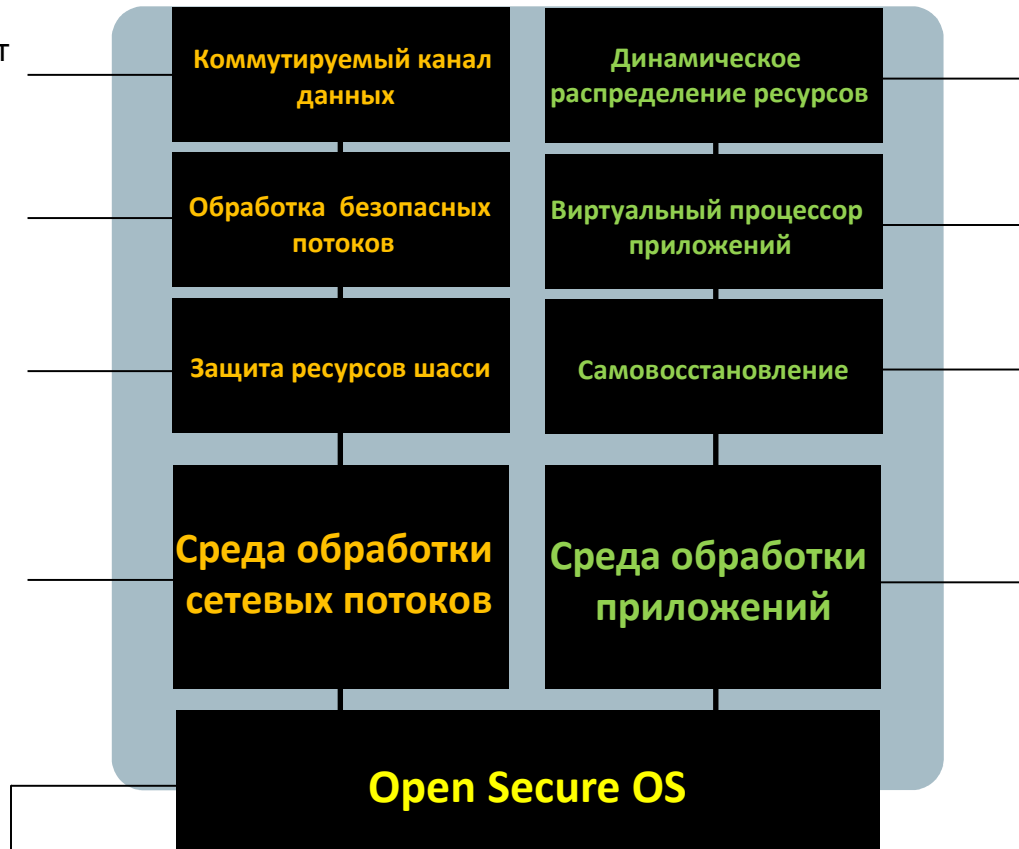 т
Коммутируемый канал
данных
Обработка безопасных
потоков
Защита ресурсов шасси
Среда обработки
сетевых потоков
Динамическое
распределение ресурсов
Виртуальный процессор
приложений
Самовосстановление
Среда обработки
приложений
Open Secure OS